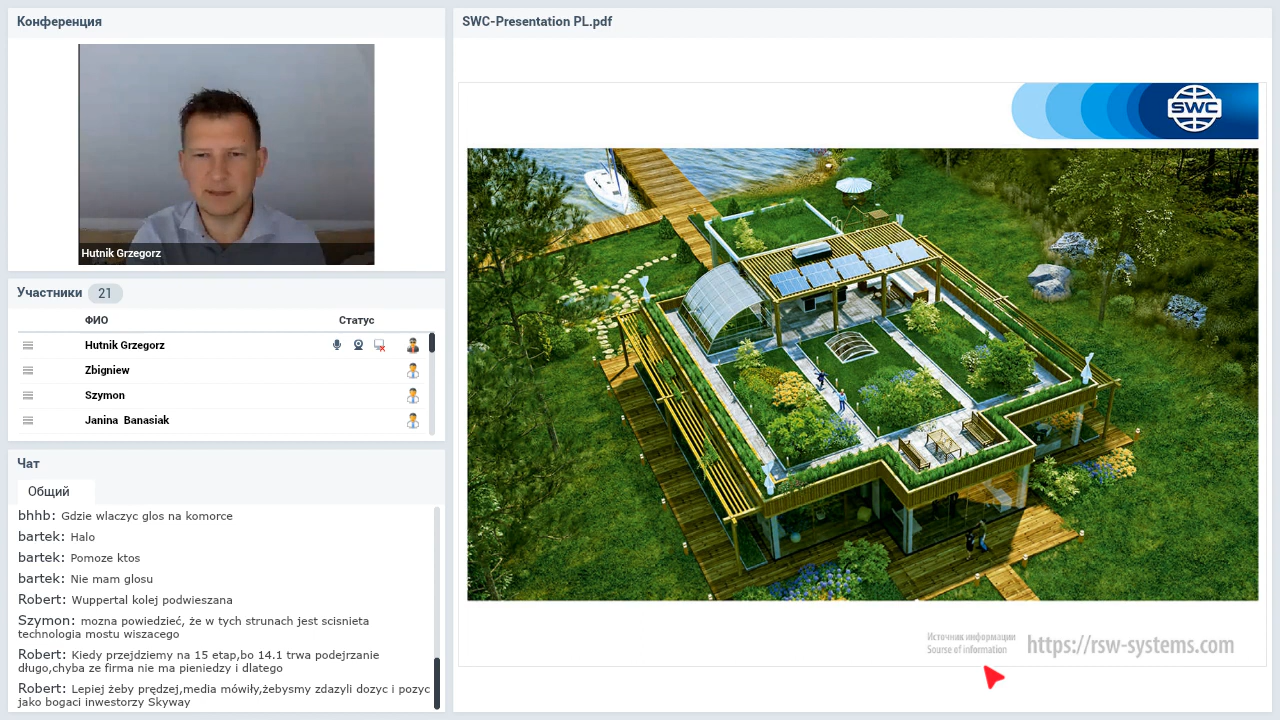 Конференция
Hutnik Grzegorz
Участники 21
ФИО Статус
Hutnik Grzegorz
Zbigniew
Szymon
Janina Banasiak
Чат
Общий
bhhb: Gdzie wlaczyc glos na komorce
bartek: Halo
bartek: Pomoze ktos
bartek: Nie mam glosu
Robert: Wuppertal kolej podwieszana
Szymon: mozna powiedzieć, że w tych strunach jest scisnieta
technologia mostu wiszacego
Robert: Kiedy przejdziemy na 15 etap,bo 14.1 trwa podejrzanie
długo,chyba ze firma nie ma pieniedzy i dlatego
Robert: Lepiej żeby prędzej,media mówiły,żebysmy zdazyli dozyc i pozyc
jako bogaci inwestorzy Skyway
SWC-Presentation PL.pdf
SWC
Источник информации
Sourse of information
https://rsw-systems.com